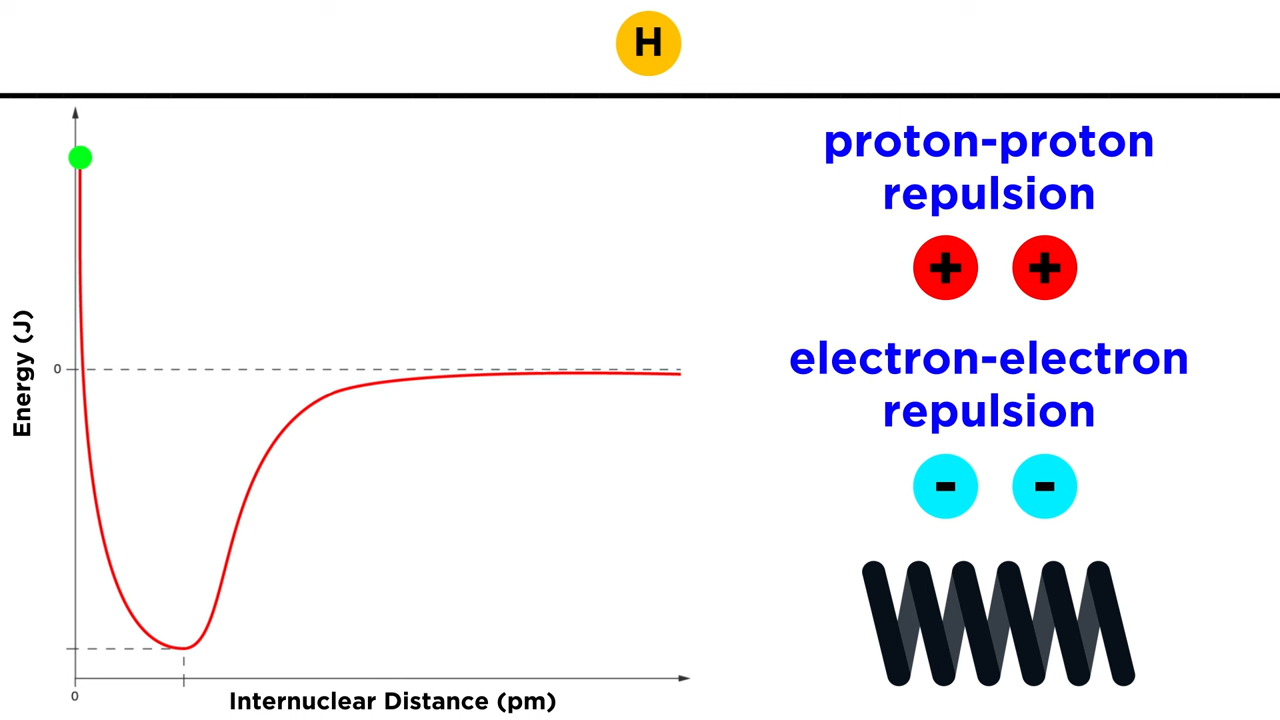 H
proton-proton
repulsion
+ +
electron-electron
repulsion
- -
Energy (J)
0
0
Internuclear Distance (pm)